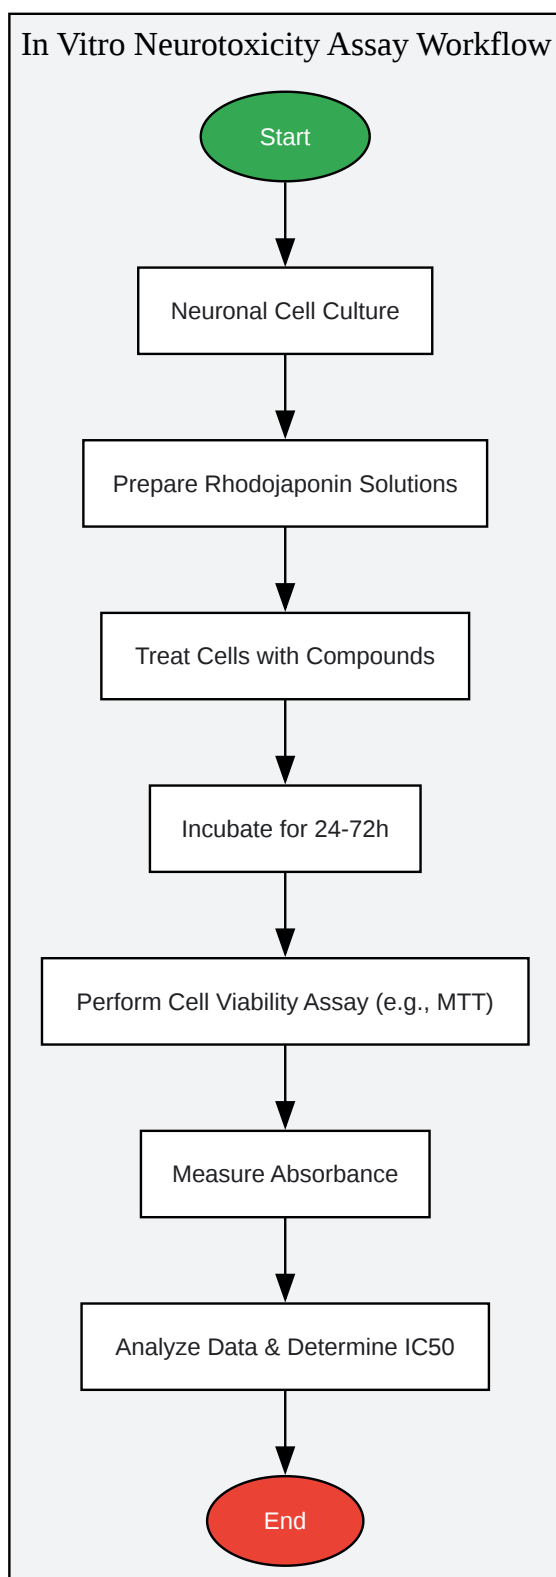 In Vitro Neurotoxicity Assay Workflow
Start
Neuronal Cell Culture
Prepare Rhodojaponin Solutions
Treat Cells with Compounds
Incubate for 24-72h
Perform Cell Viability Assay (e.g., MTT)
Measure Absorbance
Analyze Data & Determine IC50
End